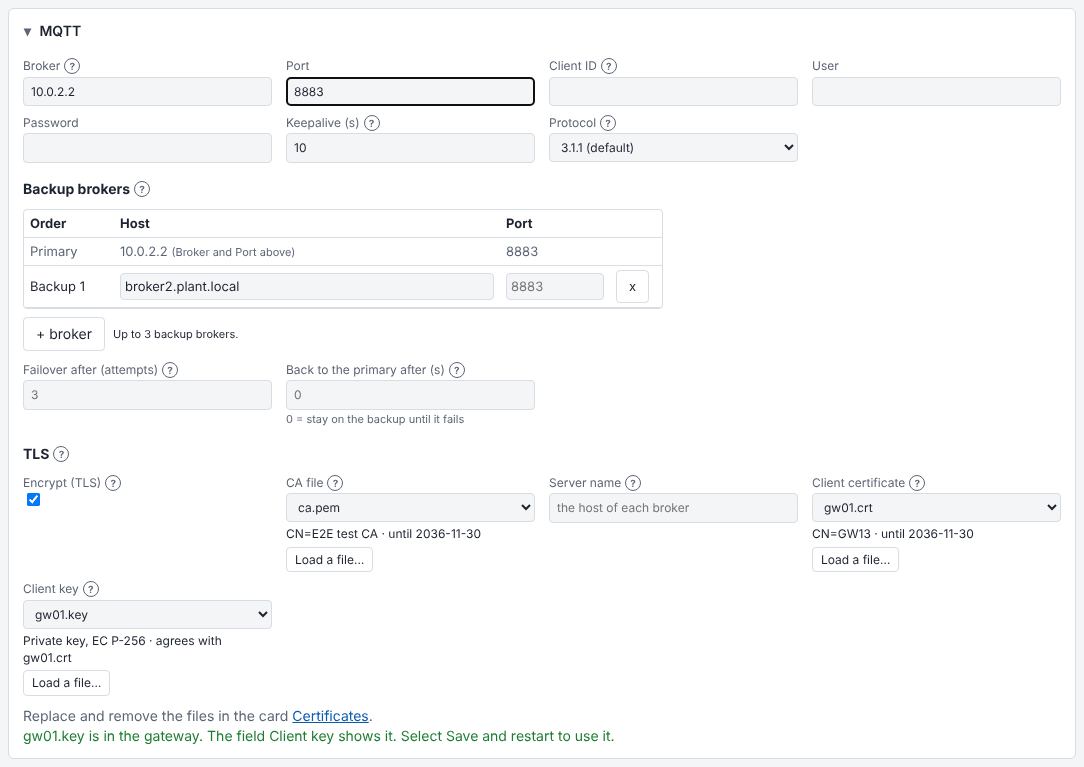 ▼ MQTT
Broker ? Port Client ID ? User
10.0.2.2 8883
Password Keepalive (s) ? Protocol ?
10 3.1.1 (default)
Backup brokers ?
Order Host Port
Primary 10.0.2.2 (Broker and Port above) 8883
Backup 1 broker2.plant.local 8883 x
+ broker Up to 3 backup brokers.
Failover after (attempts) ? Back to the primary after (s) ?
3 0
0 = stay on the backup until it fails
TLS ?
Encrypt (TLS) ? CA file ? Server name ? Client certificate ?
ca.pem the host of each broker gw01.crt
CN=E2E test CA · until 2036-11-30 CN=GW13 · until 2036-11-30
Load a file... Load a file...
Client key ?
gw01.key
Private key, EC P-256 · agrees with
gw01.crt
Load a file...
Replace and remove the files in the card Certificates.
gw01.key is in the gateway. The field Client key shows it. Select Save and restart to use it.